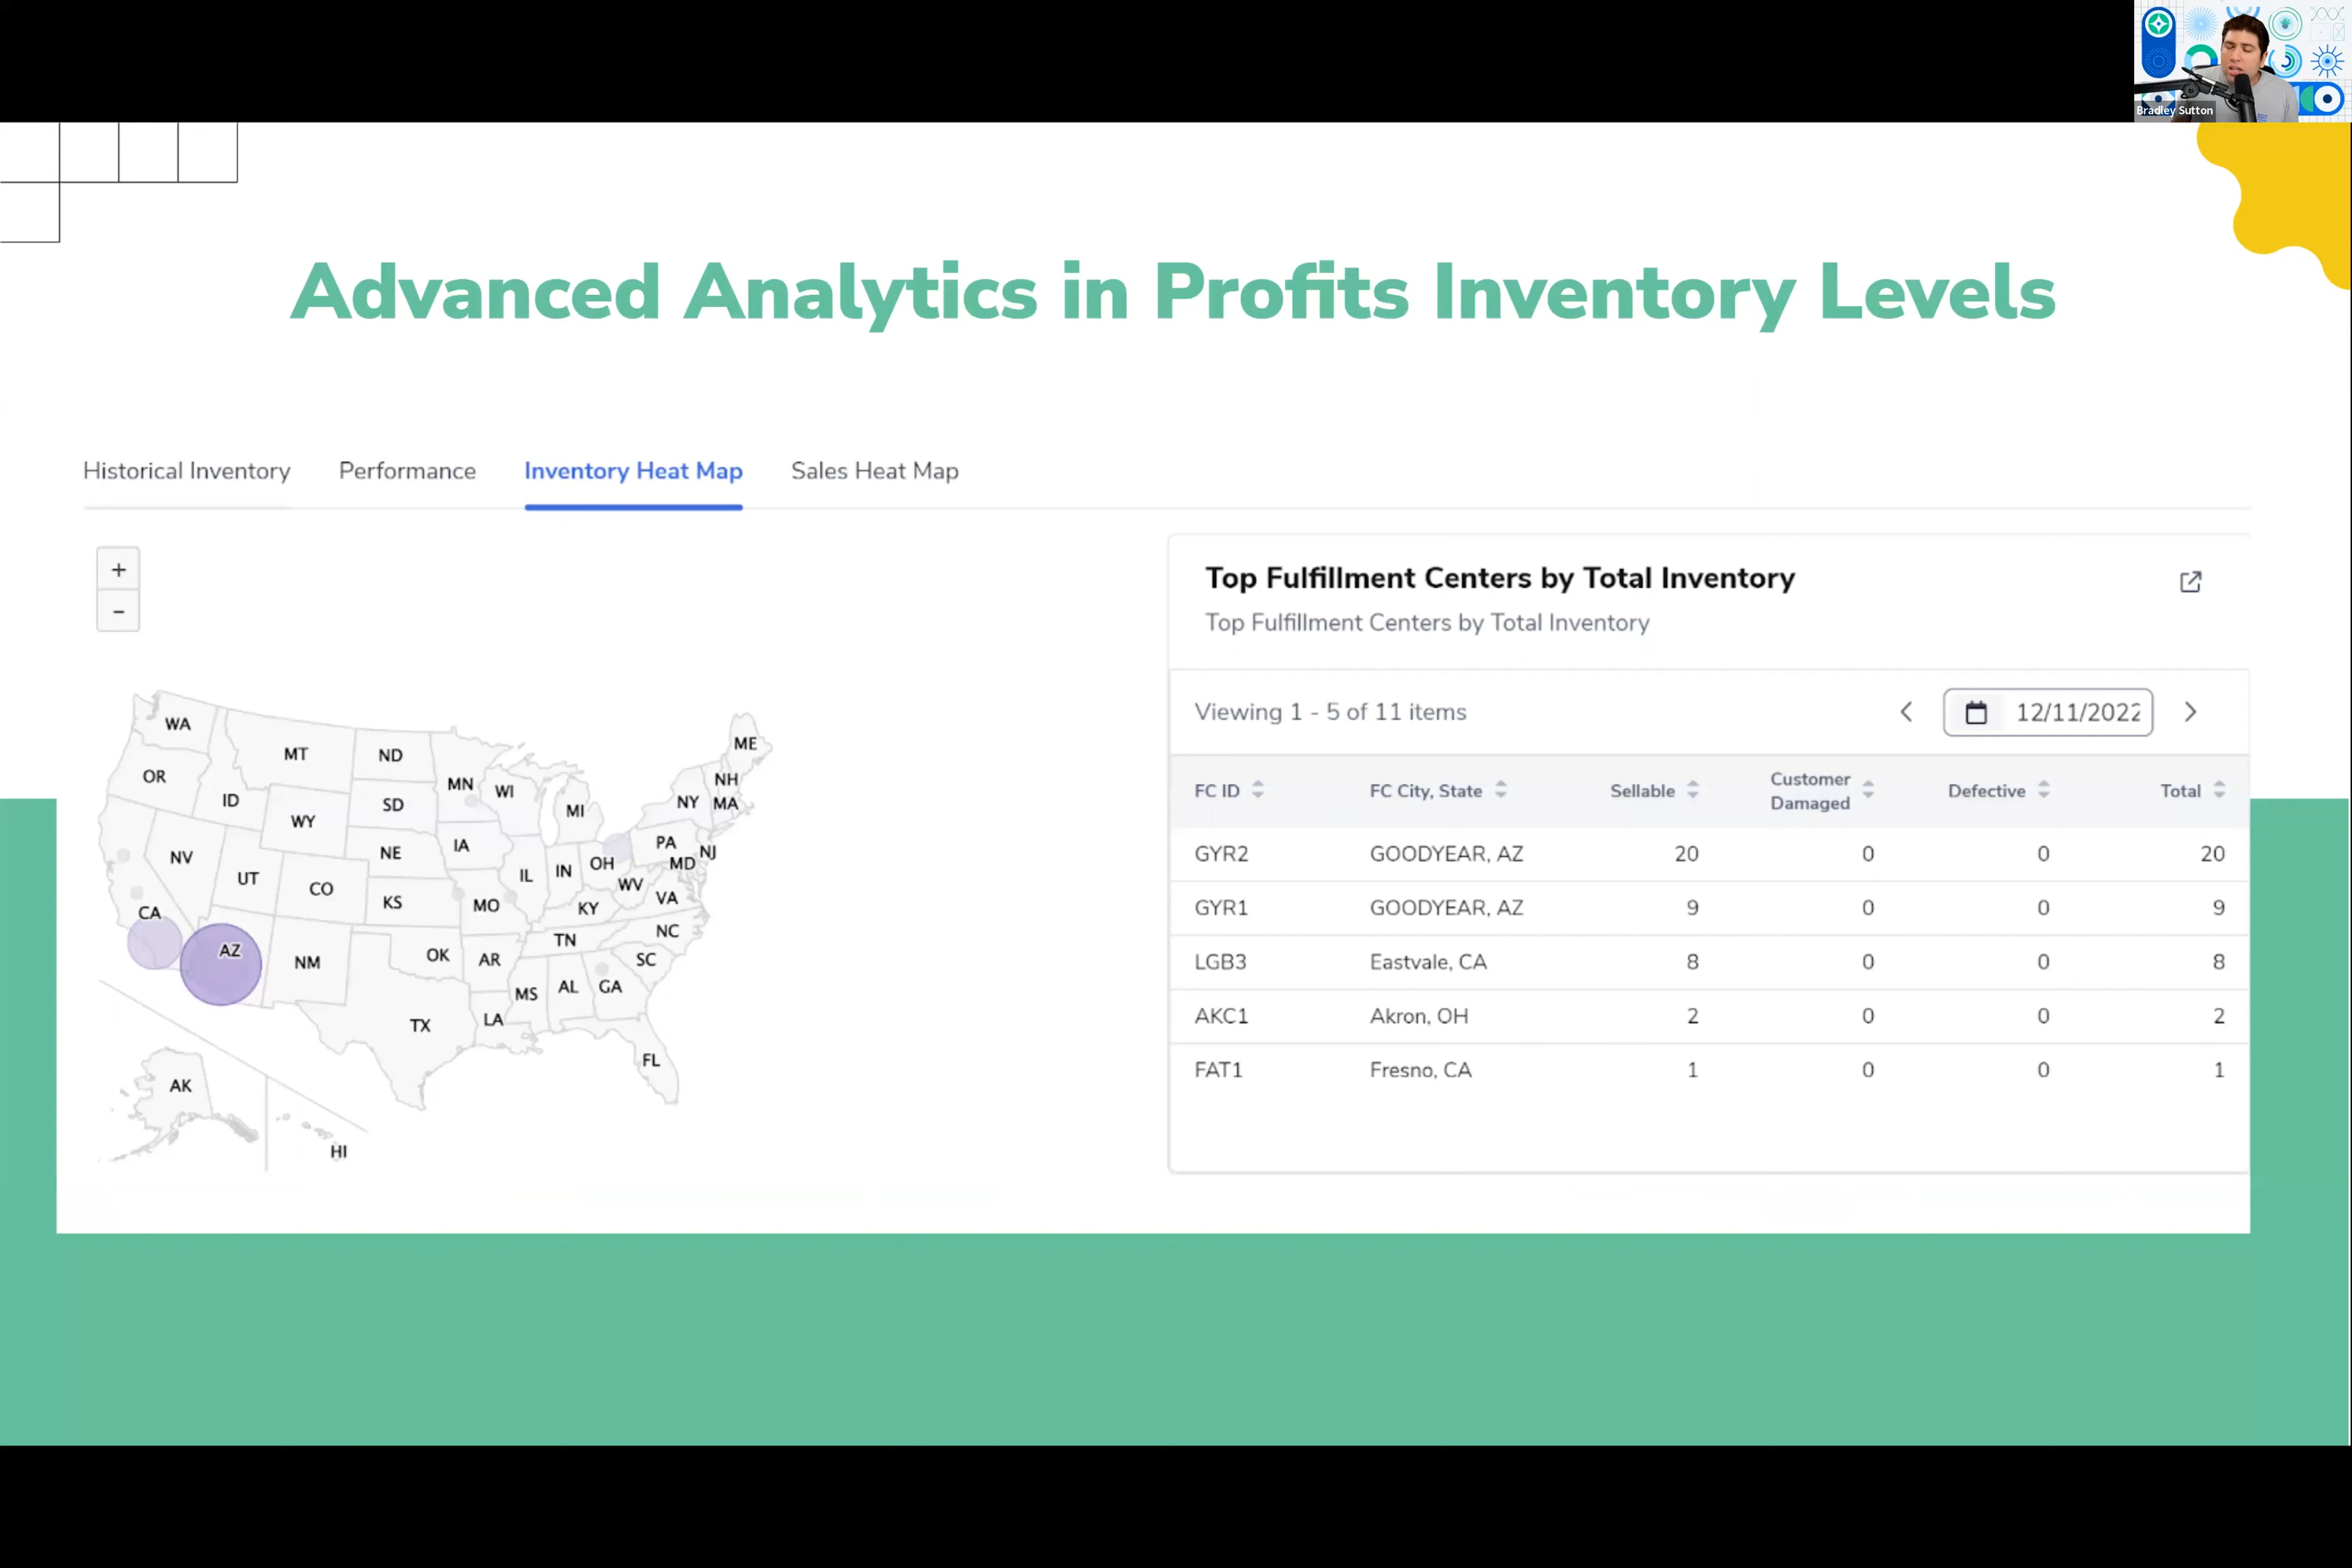 Bradley Sutton
Advanced Analytics in Profits Inventory Levels
Historical Inventory Performance Inventory Heat Map Sales Heat Map
+
−
WA
MT
ND
MN
WI
MI
ME
NH
OR
ID
WY
SD
NY
MA
NV
UT
CO
NE
IA
IL
IN
OH
PA
NJ
MD
WV
VA
CA
KS
MO
KY
AZ
NM
OK
AR
TN
NC
SC
TX
LA
MS
AL
GA
FL
AK
HI
Top Fulfillment Centers by Total Inventory
Top Fulfillment Centers by Total Inventory
Viewing 1 - 5 of 11 items 12/11/2022
FC ID FC City, State Sellable Customer Damaged Defective Total
GYR2 GOODYEAR, AZ 20 0 0 20
GYR1 GOODYEAR, AZ 9 0 0 9
LGB3 Eastvale, CA 8 0 0 8
AKC1 Akron, OH 2 0 0 2
FAT1 Fresno, CA 1 0 0 1